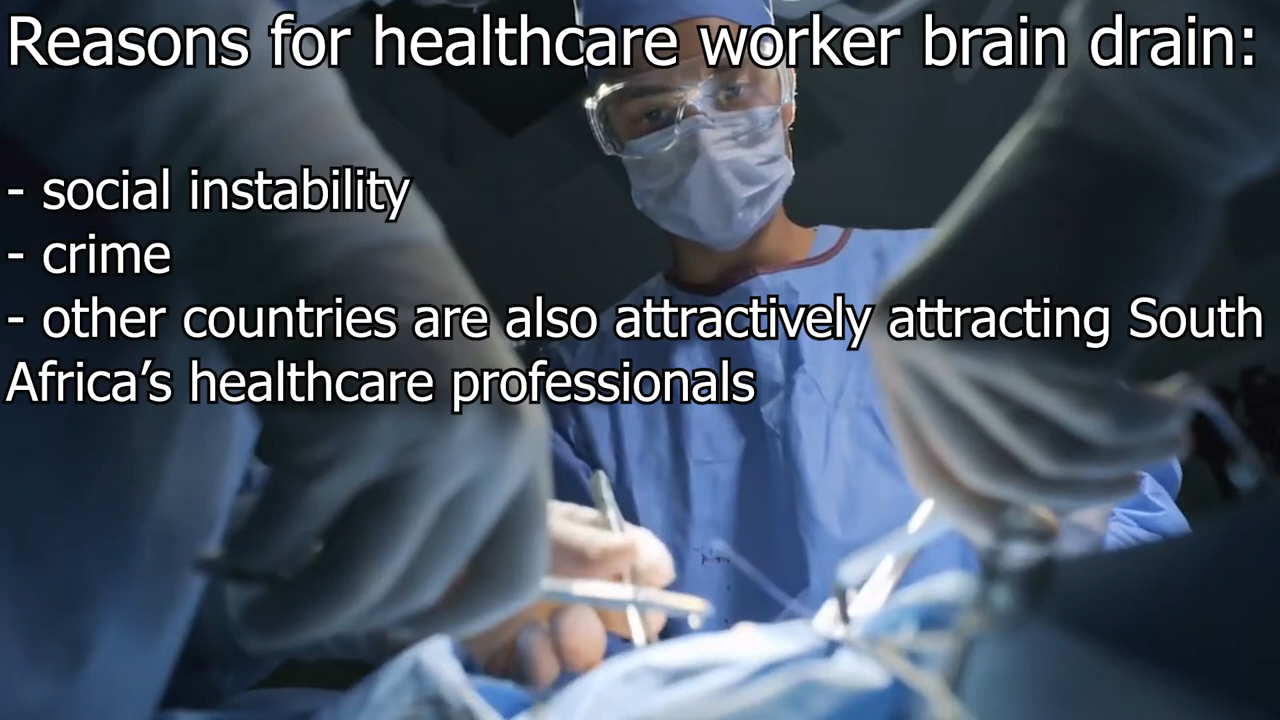 Reasons for healthcare worker brain drain:
- social instability
- crime
- other countries are also attractively attracting South
Africa’s healthcare professionals